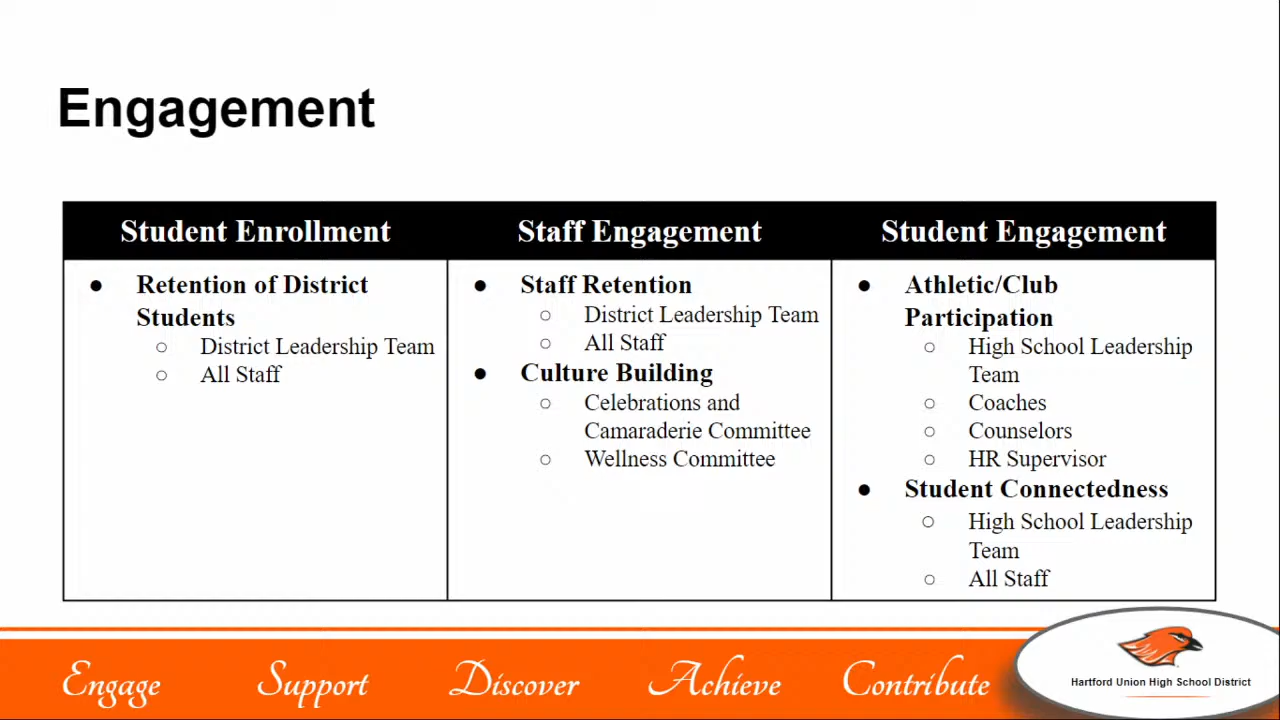 Engagement
Student Enrollment
Staff Engagement
Student Engagement
● Retention of District
Students
○ District Leadership Team
○ All Staff
● Staff Retention
○ District Leadership Team
○ All Staff
● Culture Building
○ Celebrations and
Camaraderie Committee
○ Wellness Committee
● Athletic/Club
Participation
○ High School Leadership
Team
○ Coaches
○ Counselors
○ HR Supervisor
● Student Connectedness
○ High School Leadership
Team
○ All Staff
Engage Support Discover Achieve Contribute
Hartford Union High School District